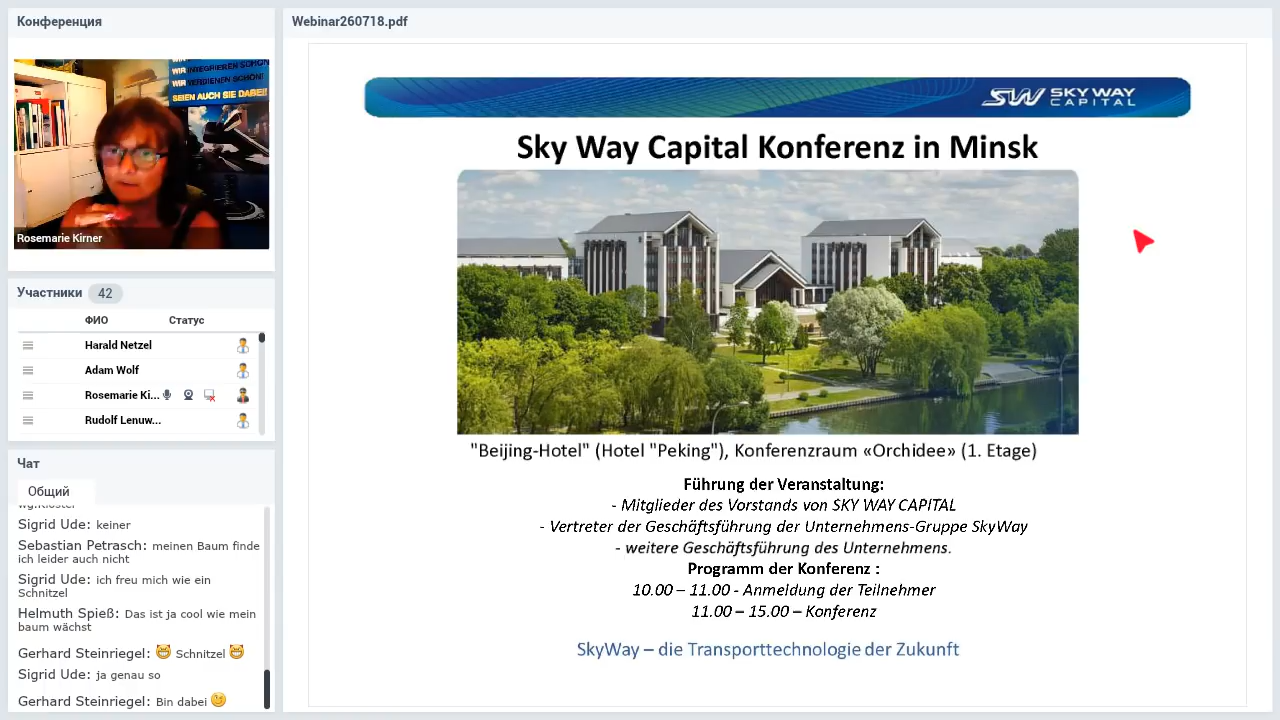 Конференция
WIR INTEGRIEREN SCHON
WIR VERDIENEN SCHON!
SEIEN AUCH SIE DABEI!
Rosemarie Kirner
Участники 42
ФИО Статус
Harald Netzel
Adam Wolf
Rosemarie Ki...
Rudolf Lenuw...
Чат
Общий
Sigrid Ude: keiner
Sebastian Petrasch: meinen Baum finde
ich leider auch nicht
Sigrid Ude: ich freu mich wie ein
Schnitzel
Helmuth Spieß: Das ist ja cool wie mein
baum wächst
Gerhard Steinriegel: 😸 Schnitzel 😸
Sigrid Ude: ja genau so
Gerhard Steinriegel: Bin dabei 😉
Webinar260718.pdf
SW SKY WAY
CAPITAL
Sky Way Capital Konferenz in Minsk
"Beijing-Hotel" (Hotel "Peking"), Konferenzraum «Orchidee» (1. Etage)
Führung der Veranstaltung:
- Mitglieder des Vorstands von SKY WAY CAPITAL
- Vertreter der Geschäftsführung der Unternehmens-Gruppe SkyWay
- weitere Geschäftsführung des Unternehmens.
Programm der Konferenz :
10.00 – 11.00 - Anmeldung der Teilnehmer
11.00 – 15.00 – Konferenz
SkyWay – die Transporttechnologie der Zukunft